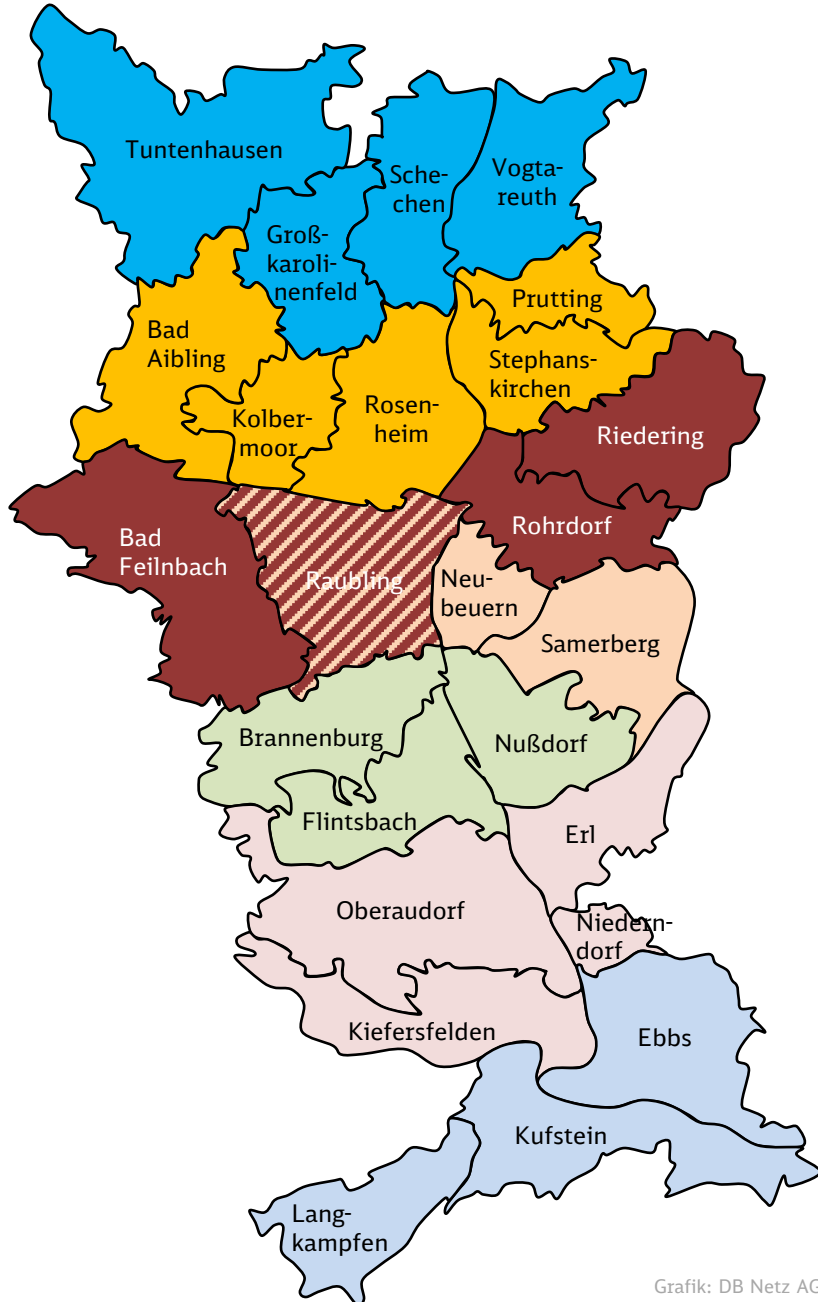 Tuntenhausen
Sche-
chen
Vogta-
reuth
Groß-
karoli-
nenfeld
Prutting
Bad
Aibling
Stephans-
kirchen
Kolber-
moor
Rosen-
heim
Riedering
Bad
Feilnbach
Raubling
Rohrdorf
Neu-
beuern
Samerberg
Brannenburg
Nußdorf
Flintsbach
Erl
Oberaudorf
Niedern-
dorf
Kiefersfelden
Ebbs
Kufstein
Lang-
kampfen
Grafik: DB Netz AG